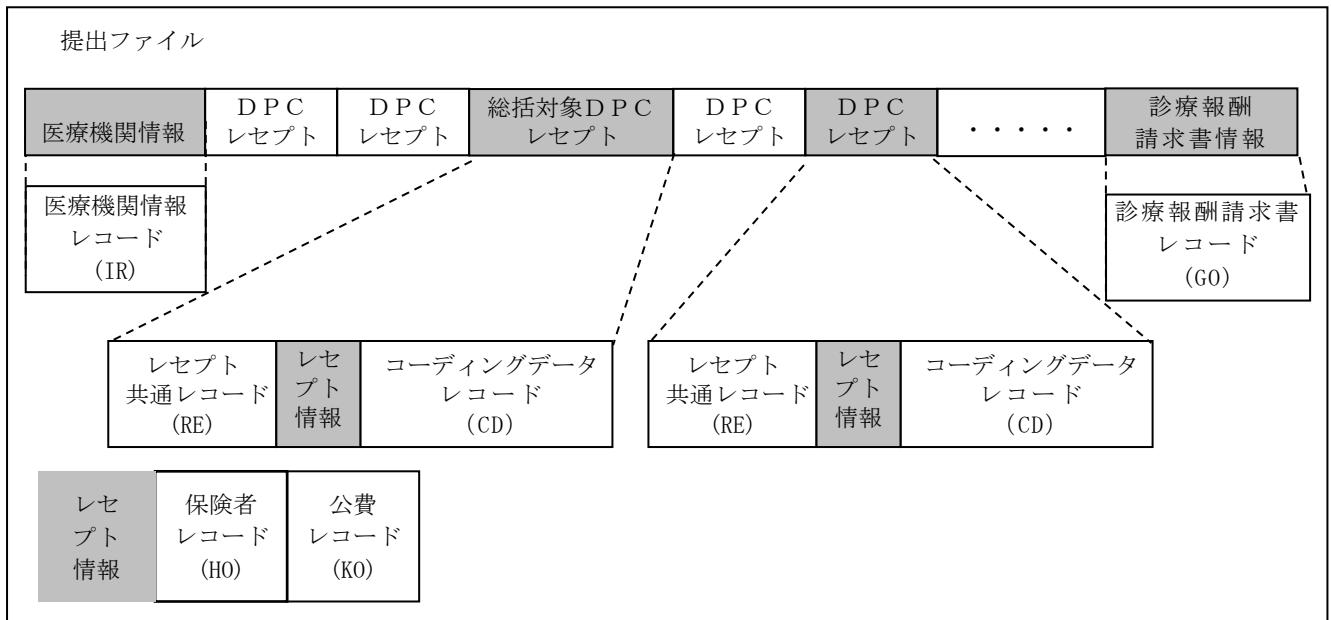 提出ファイル
医療機関情報
ＤＰＣ
レセプト
ＤＰＣ
レセプト
総括対象ＤＰＣ
レセプト
ＤＰＣ
レセプト
ＤＰＣ
レセプト
・・・・・
診療報酬
請求書情報
医療機関情報
レコード
(IR)
診療報酬請求書
レコード
(GO)
レセプト
共通レコード
(RE)
レセ
プト
情報
コーディングデータ
レコード
(CD)
レセプト
共通レコード
(RE)
レセ
プト
情報
コーディングデータ
レコード
(CD)
レセ
プト
情報
保険者
レコード
(HO)
公費
レコード
(KO)